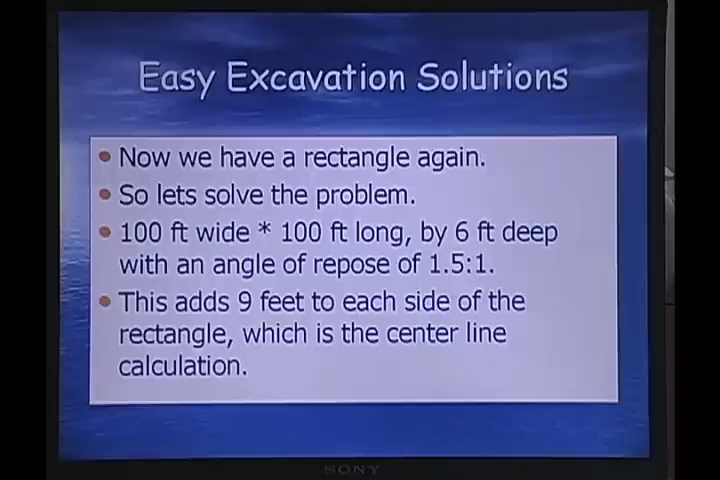 Easy Excavation Solutions
• Now we have a rectangle again.
• So lets solve the problem.
• 100 ft wide * 100 ft long, by 6 ft deep
with an angle of repose of 1.5:1.
• This adds 9 feet to each side of the
rectangle, which is the center line
calculation.
SONY